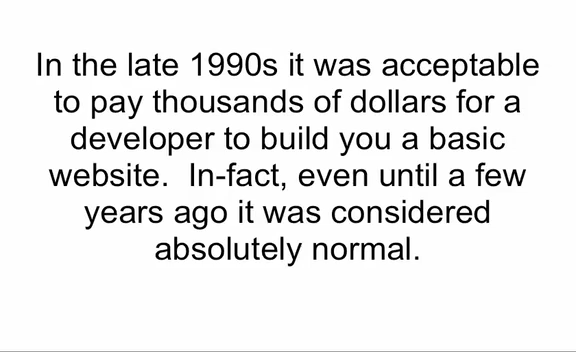 In the late 1990s it was acceptable
to pay thousands of dollars for a
developer to build you a basic
website.  In-fact, even until a few
years ago it was considered
absolutely normal.